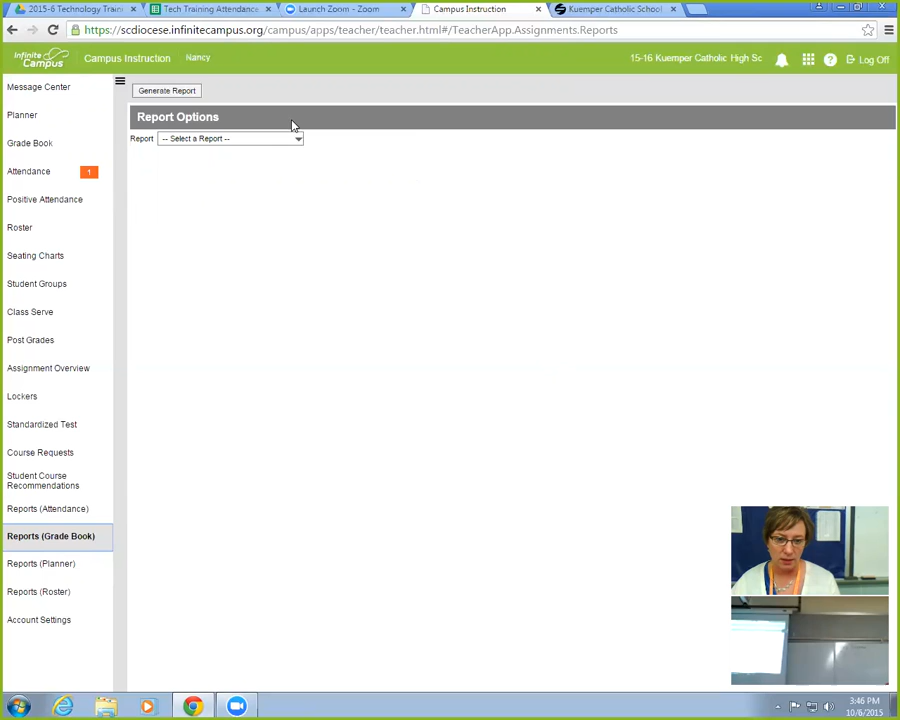 2015-6 Technology Traini
Tech Training Attendance
Launch Zoom - Zoom
Campus Instruction
Kuemper Catholic School
https://scdiocese.infinitecampus.org/campus/apps/teacher/teacher.html#/TeacherApp.Assignments.Reports
Infinite Campus
Campus Instruction
Nancy
15-16 Kuemper Catholic High Sc
Log Off
Message Center
Planner
Grade Book
Attendance
1
Positive Attendance
Roster
Seating Charts
Student Groups
Class Serve
Post Grades
Assignment Overview
Lockers
Standardized Test
Course Requests
Student Course
Recommendations
Reports (Attendance)
Reports (Grade Book)
Reports (Planner)
Reports (Roster)
Account Settings
Generate Report
Report Options
Report
-- Select a Report --
3:46 PM
10/6/2015